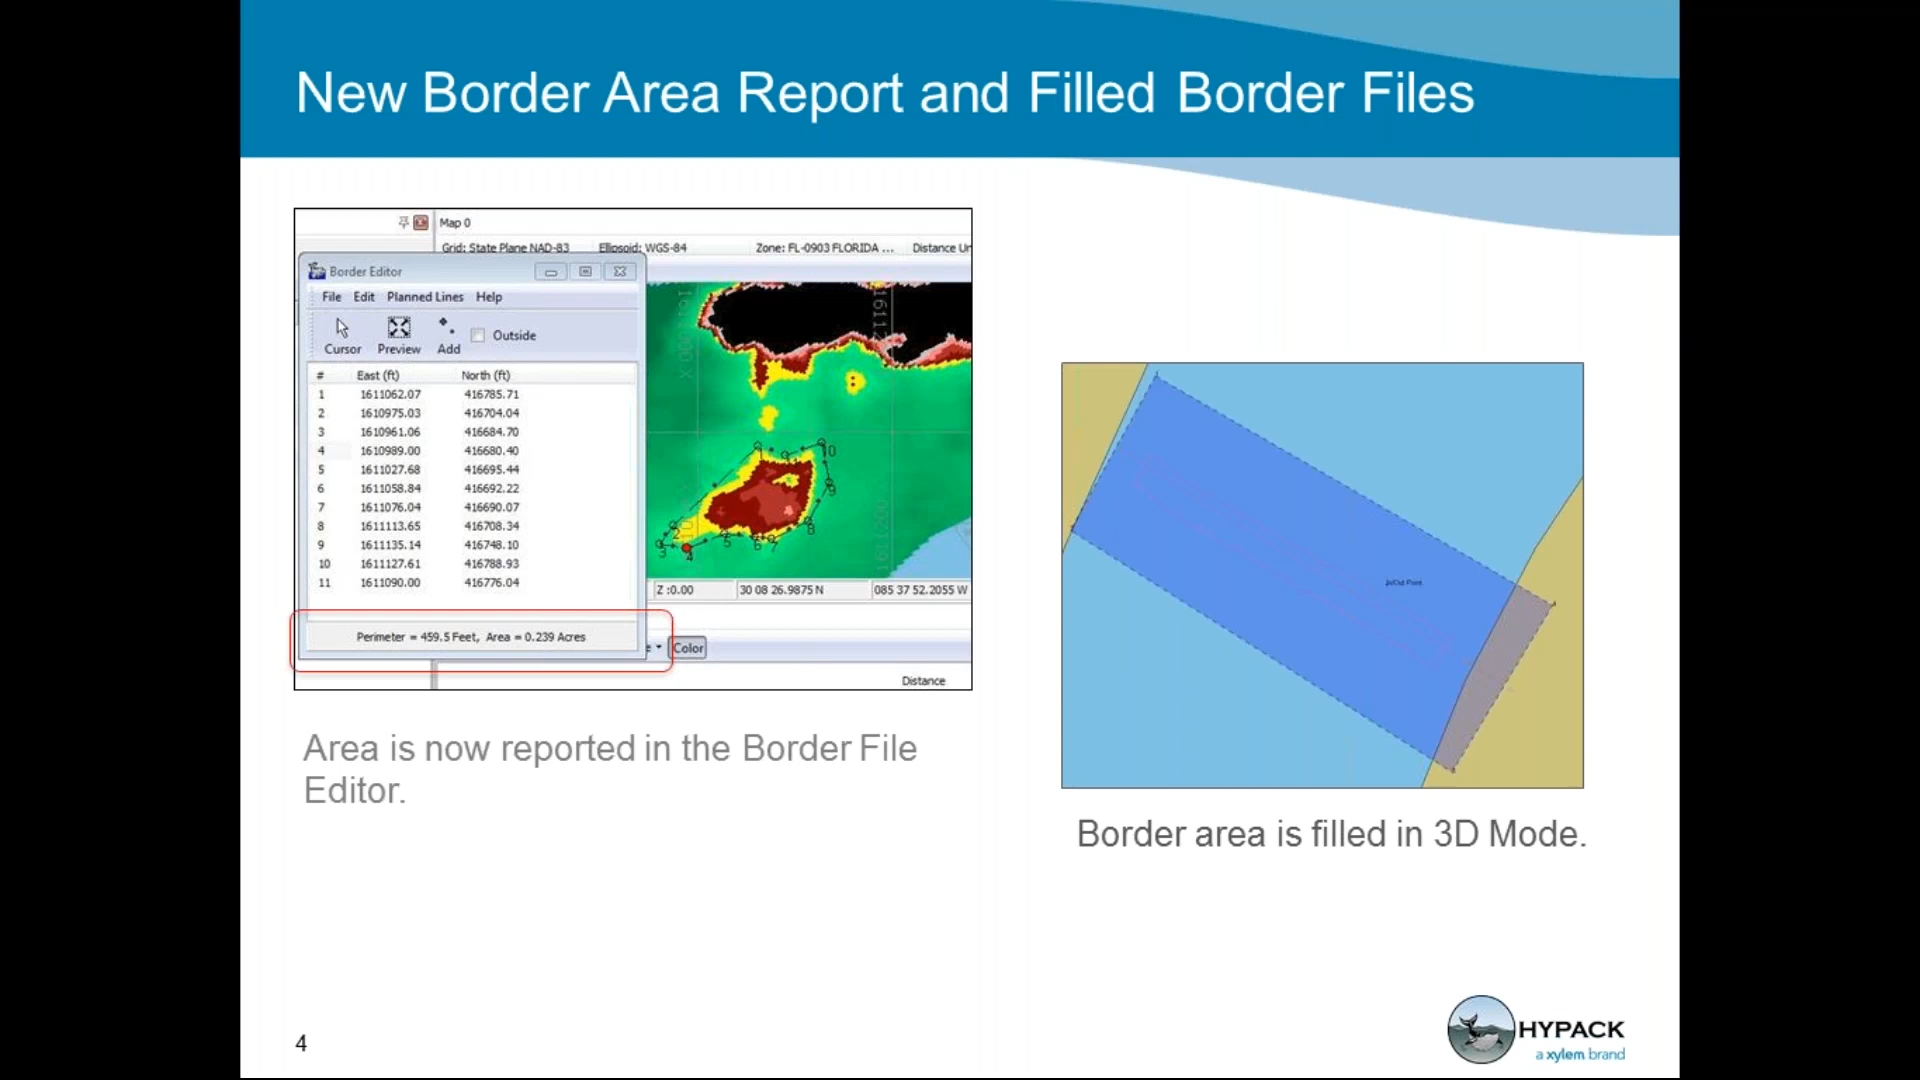 New Border Area Report and Filled Border Files
Map 0
Grid: State Plane NAD-83 Ellipsoid: WGS-84 Zone: FL-0903 FLORIDA ... Distance Un
Border Editor
File Edit Planned Lines Help
Outside
Cursor Preview Add
# East (ft) North (ft)
1 1611062.07 416785.71
2 1610975.03 416704.04
3 1610961.06 416684.70
4 1610989.00 416680.40
5 1611027.68 416695.44
6 1611058.84 416692.22
7 1611076.04 416690.07
8 1611113.65 416708.34
9 1611135.14 416748.10
10 1611127.61 416788.93
11 1611090.00 416776.04
Z :0.00 30 08 26.9875 N 085 37 52.2055 W
Perimeter = 459.5 Feet, Area = 0.239 Acres
Color
Distance
Area is now reported in the Border File
Editor.
Border area is filled in 3D Mode.
4
HYPACK
a xylem brand